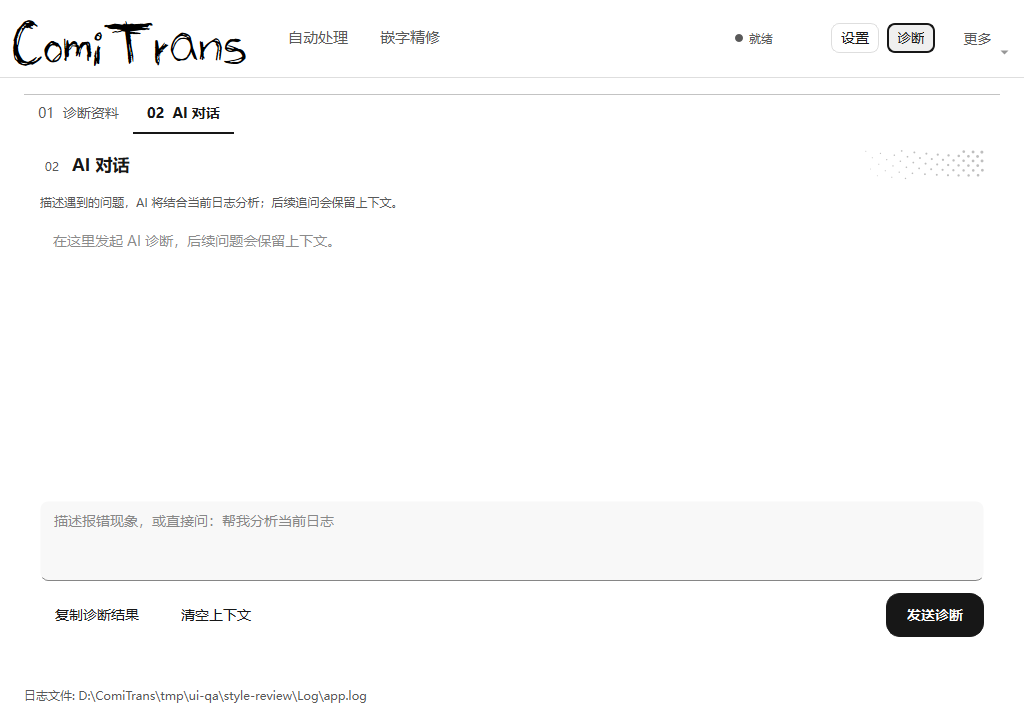 ComiTrans
自动处理
嵌字精修
就绪
设置
诊断
更多
01 诊断资料
02 AI 对话
02 AI 对话
描述遇到的问题，AI 将结合当前日志分析；后续追问会保留上下文。
在这里发起 AI 诊断，后续问题会保留上下文。
描述报错现象，或直接问：帮我分析当前日志
复制诊断结果
清空上下文
发送诊断
日志文件: D:\ComiTrans\tmp\ui-qa\style-review\Log\app.log